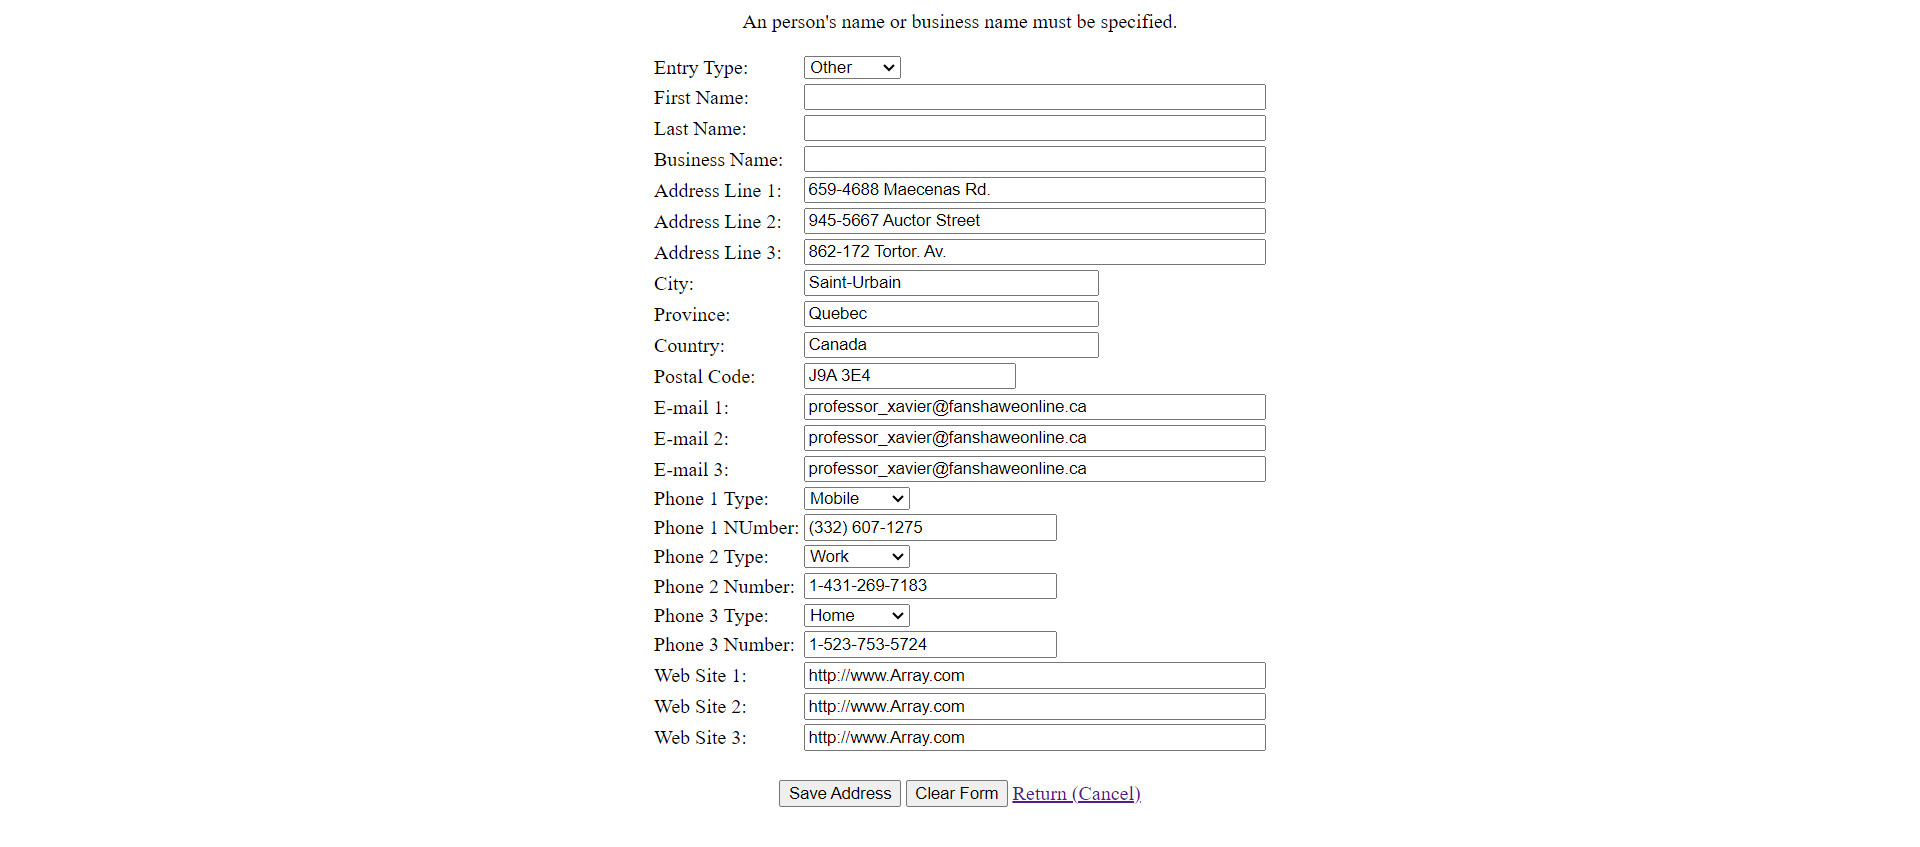 An person's name or business name must be specified.
Entry Type: Other
First Name:
Last Name:
Business Name:
Address Line 1: 659-4688 Maecenas Rd.
Address Line 2: 945-5667 Auctor Street
Address Line 3: 862-172 Tortor. Av.
City: Saint-Urbain
Province: Quebec
Country: Canada
Postal Code: J9A 3E4
E-mail 1: professor_xavier@fanshaweonline.ca
E-mail 2: professor_xavier@fanshaweonline.ca
E-mail 3: professor_xavier@fanshaweonline.ca
Phone 1 Type: Mobile
Phone 1 NUmber: (332) 607-1275
Phone 2 Type: Work
Phone 2 Number: 1-431-269-7183
Phone 3 Type: Home
Phone 3 Number: 1-523-753-5724
Web Site 1: http://www.Array.com
Web Site 2: http://www.Array.com
Web Site 3: http://www.Array.com
Save Address Clear Form Return (Cancel)